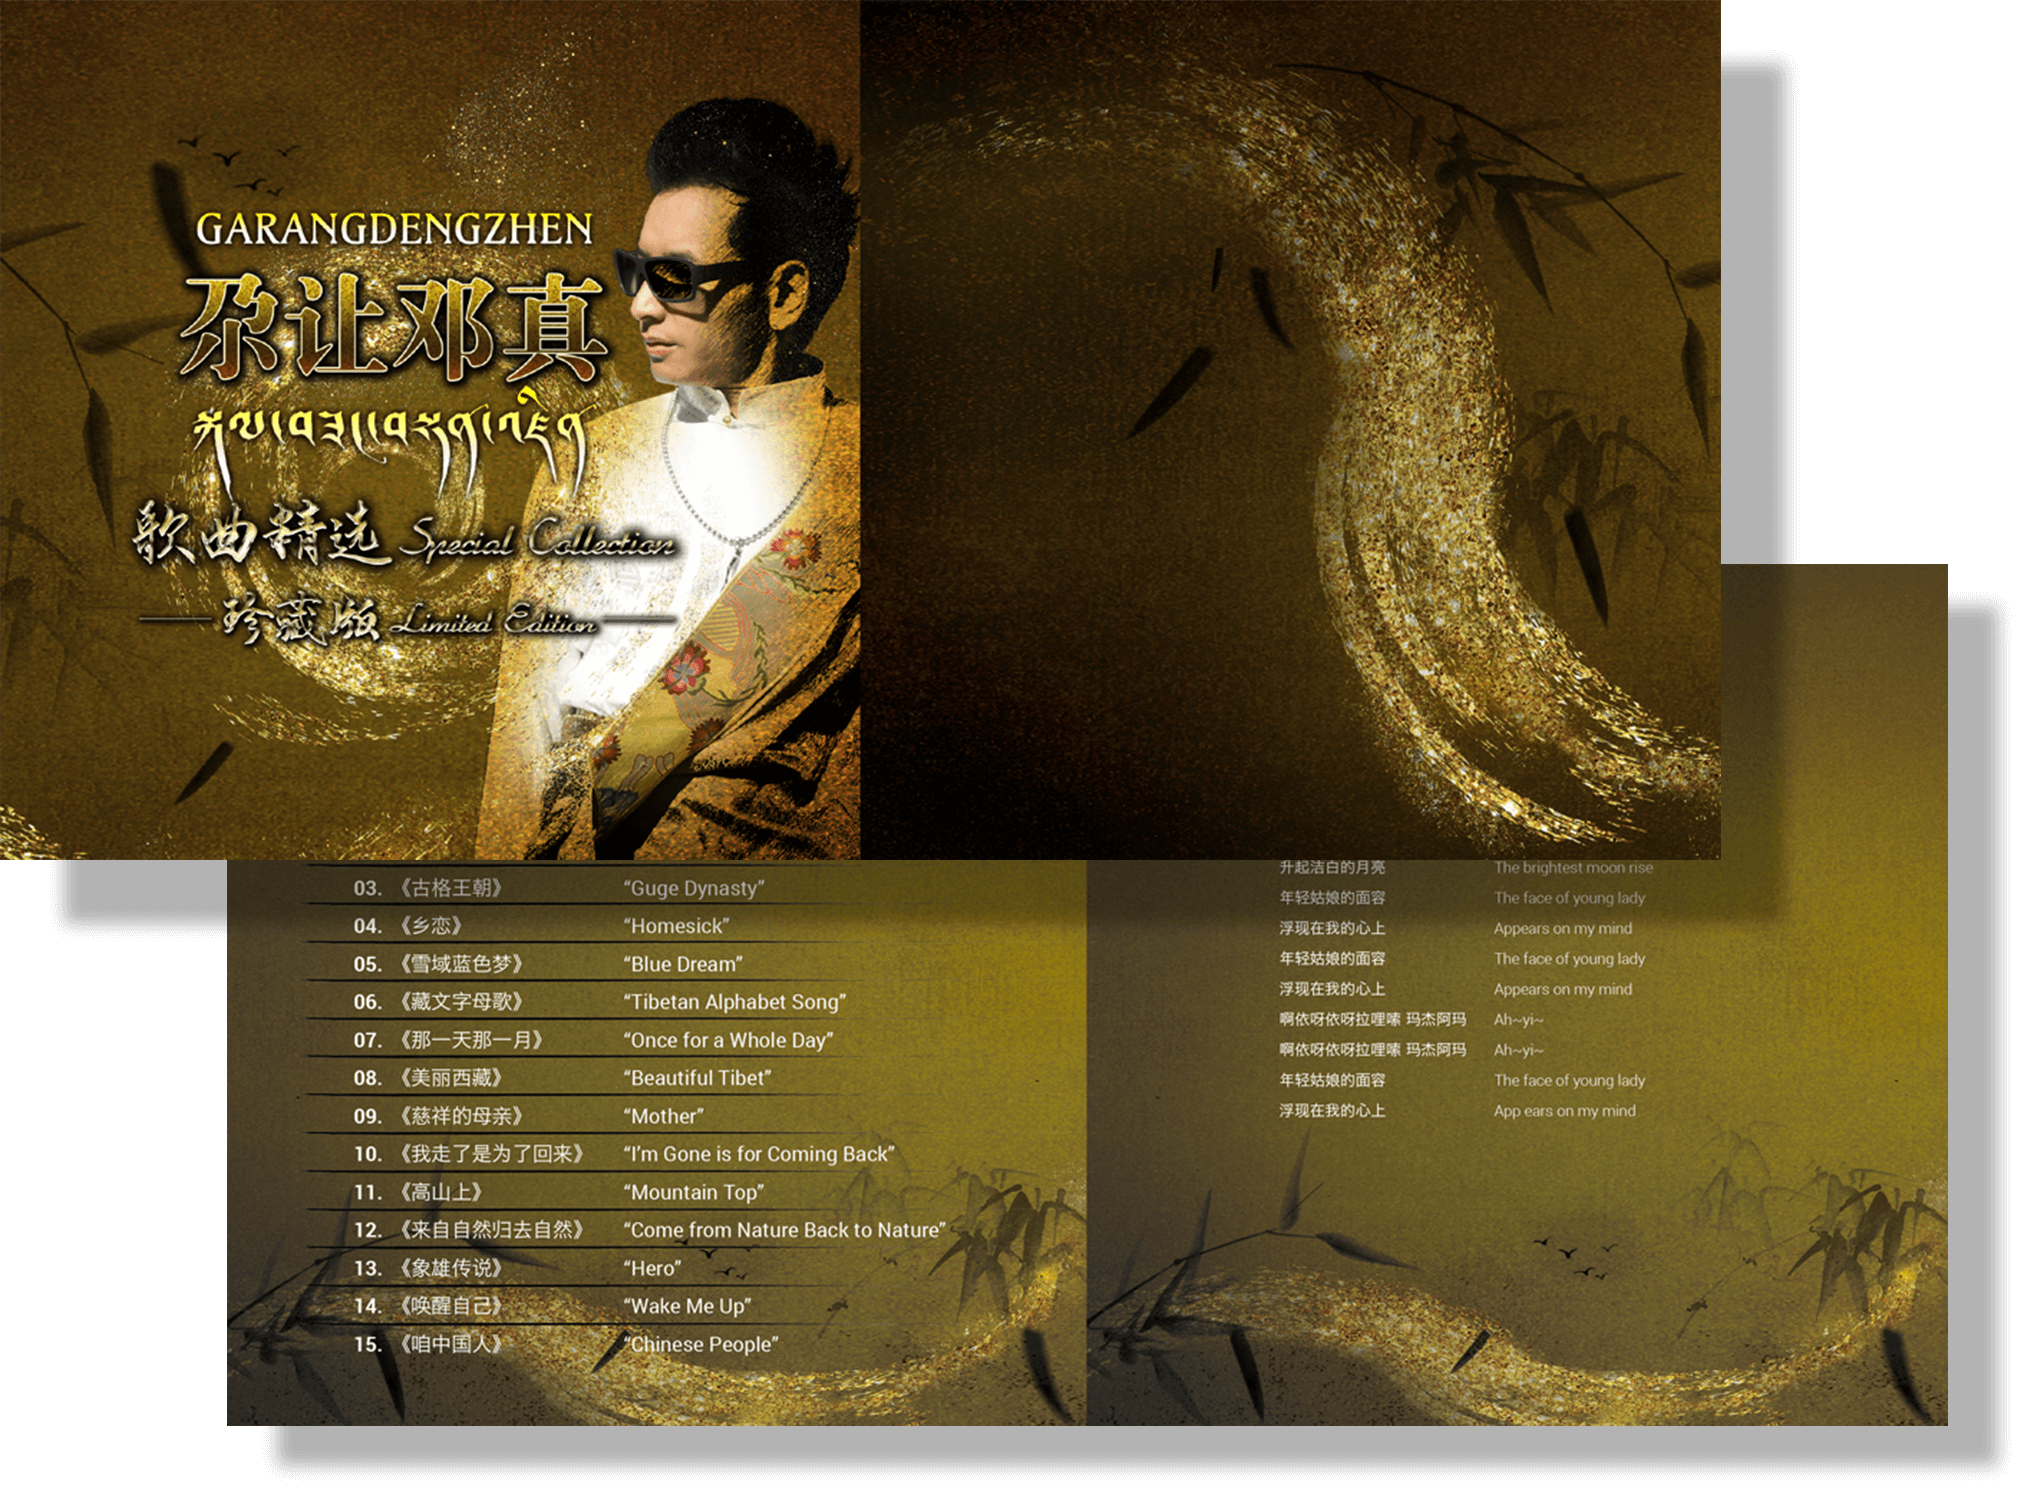 GARANGDENGZHEN
尕让邓真
歌曲精选 Special Collection
珍藏版 Limited Edition
03. 《古格王朝》 “Guge Dynasty”
04. 《乡恋》 “Homesick”
05. 《雪域蓝色梦》 “Blue Dream”
06. 《藏文字母歌》 “Tibetan Alphabet Song”
07. 《那一天那一月》 “Once for a Whole Day”
08. 《美丽西藏》 “Beautiful Tibet”
09. 《慈祥的母亲》 “Mother”
10. 《我走了是为了回来》 “I’m Gone is for Coming Back”
11. 《高山上》 “Mountain Top”
12. 《来自自然归去自然》 “Come from Nature Back to Nature”
13. 《象雄传说》 “Hero”
14. 《唤醒自己》 “Wake Me Up”
15. 《咱中国人》 “Chinese People”
升起洁白的月亮 The brightest moon rise
年轻姑娘的面容 The face of young lady
浮现在我的心上 Appears on my mind
年轻姑娘的面容 The face of young lady
浮现在我的心上 Appears on my mind
啊依呀依呀拉哩嗦 玛杰阿玛 Ah~yi~
啊依呀依呀拉哩嗦 玛杰阿玛 Ah~yi~
年轻姑娘的面容 The face of young lady
浮现在我的心上 App ears on my mind